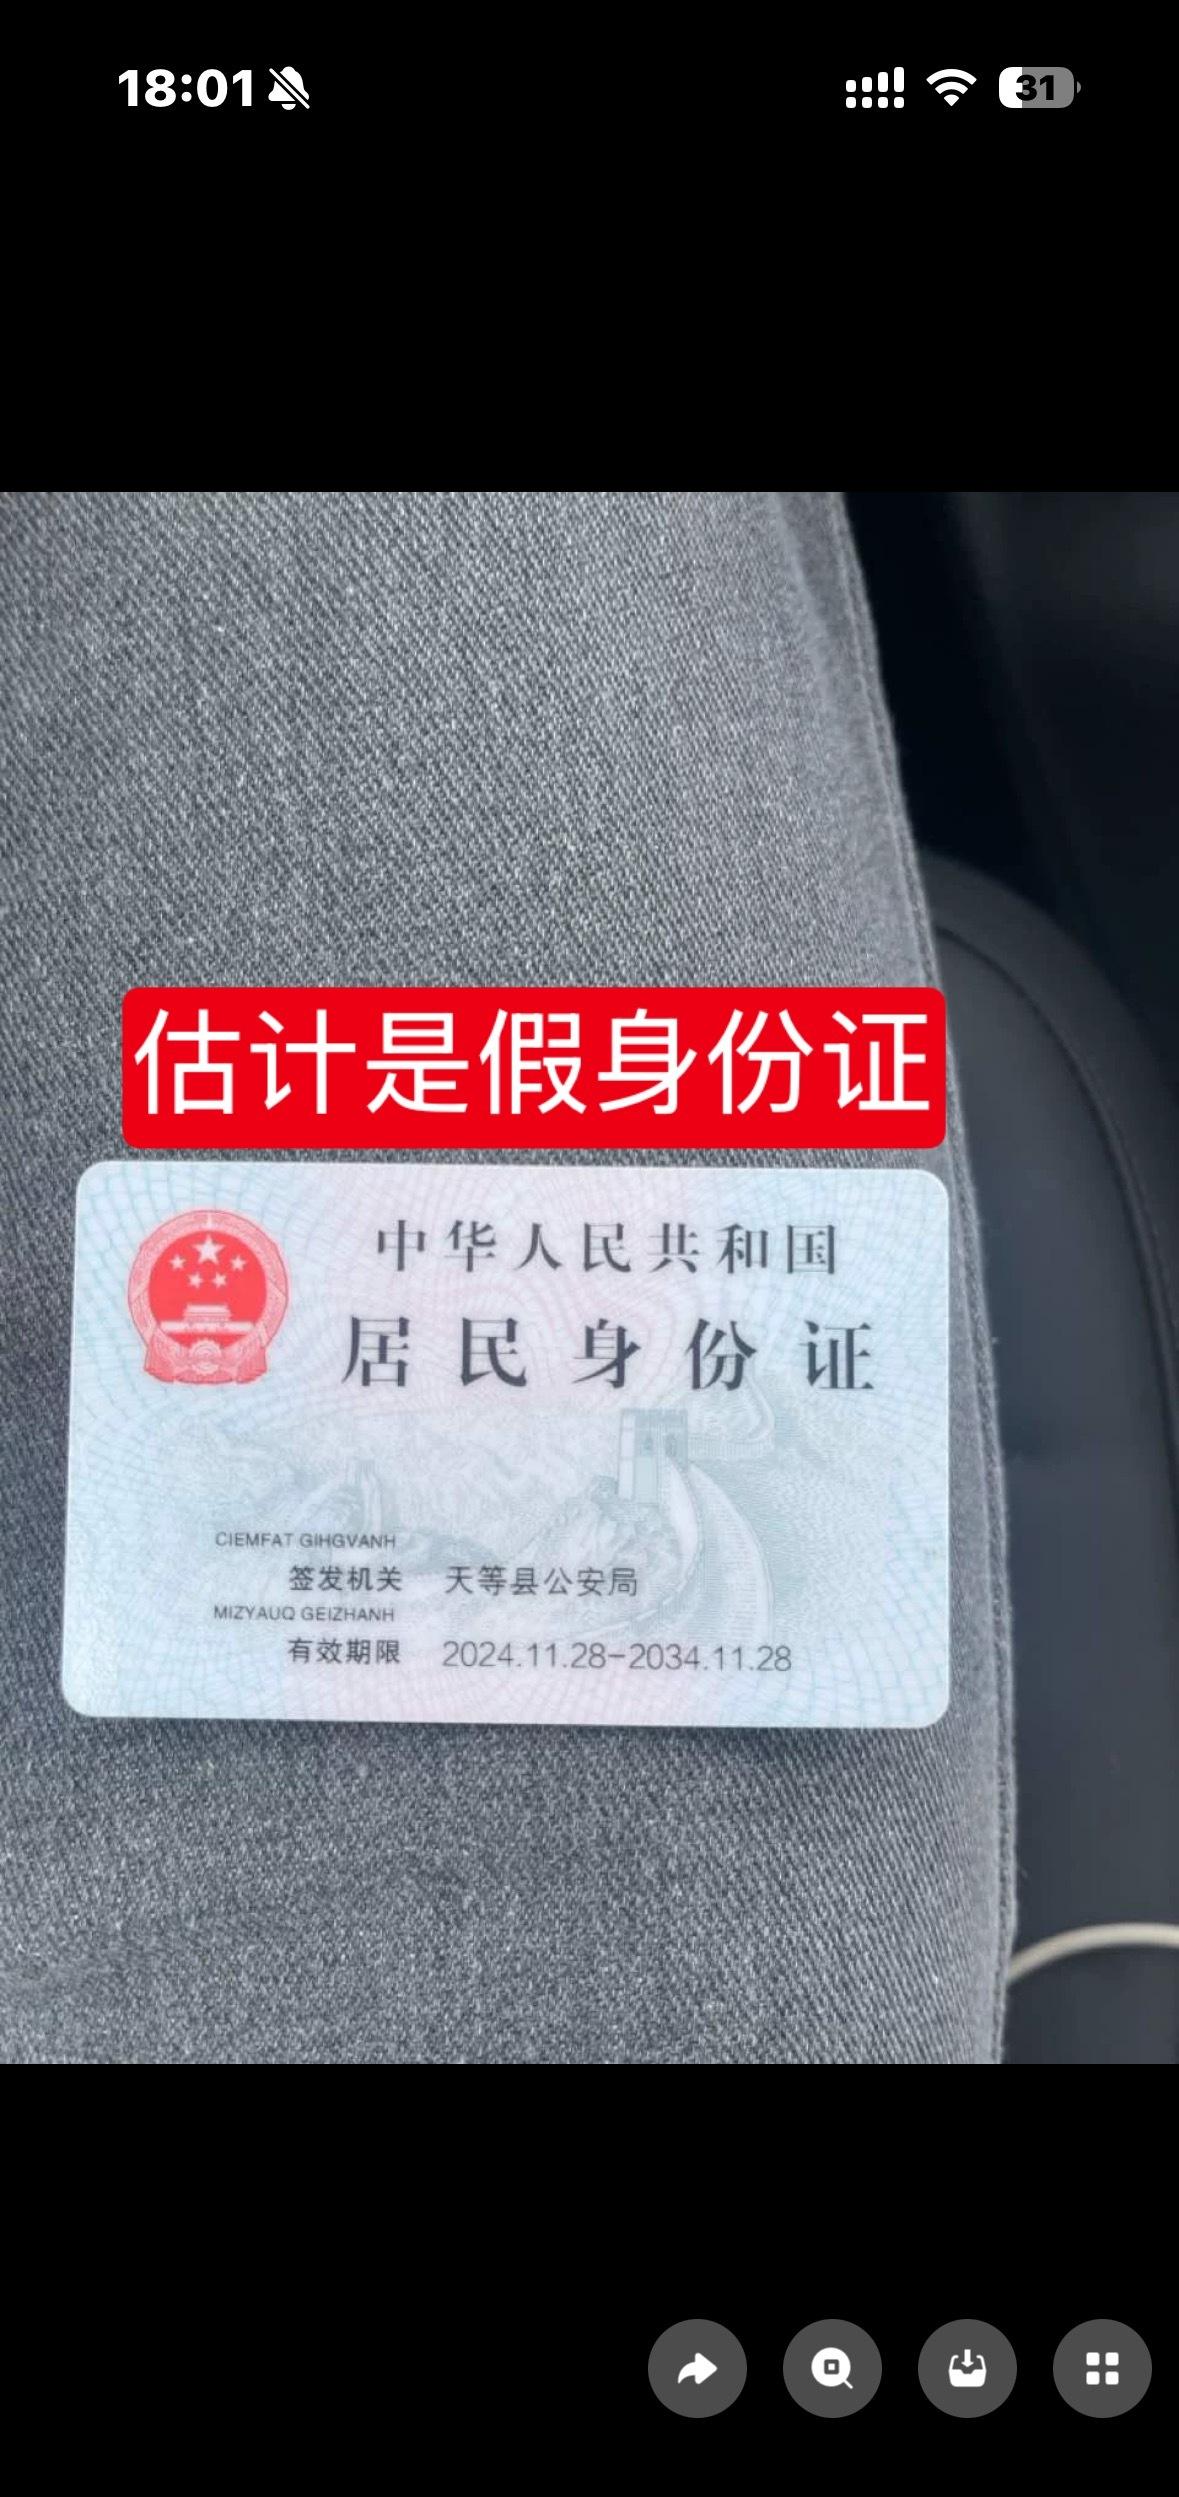 18:01
31
估计是假身份证
中华人民共和国
居民身份证
CIEMFAT GIHGVANH
签发机关 天等县公安局
MIZYAUQ GEIZHANH
有效期限 2024.11.28-2034.11.28